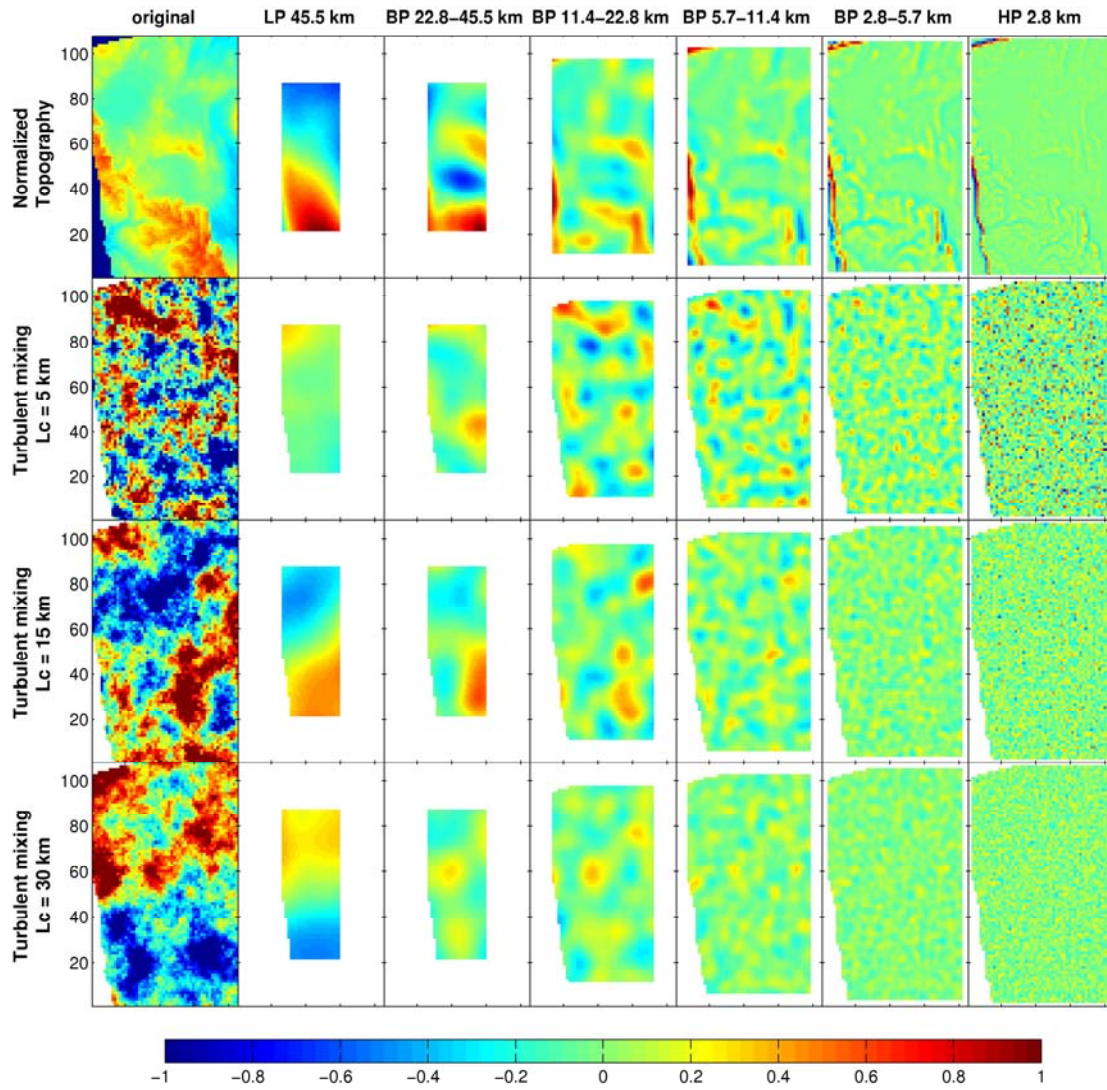 original LP 45.5 km BP 22.8−45.5 km BP 11.4−22.8 km BP 5.7−11.4 km BP 2.8−5.7 km HP 2.8 km
Normalized
Topography
100
80
60
40
20
Turbulent mixing
Lc = 5 km
100
80
60
40
20
Turbulent mixing
Lc = 15 km
100
80
60
40
20
Turbulent mixing
Lc = 30 km
100
80
60
40
20
−1 −0.8 −0.6 −0.4 −0.2 0 0.2 0.4 0.6 0.8 1